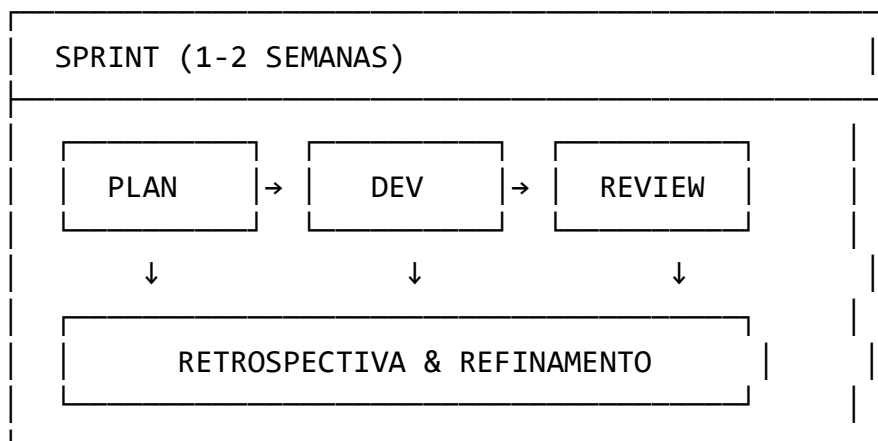 SPRINT (1-2 SEMANAS)
PLAN → DEV → REVIEW
↓ ↓ ↓
RETROSPECTIVA & REFINAMENTO